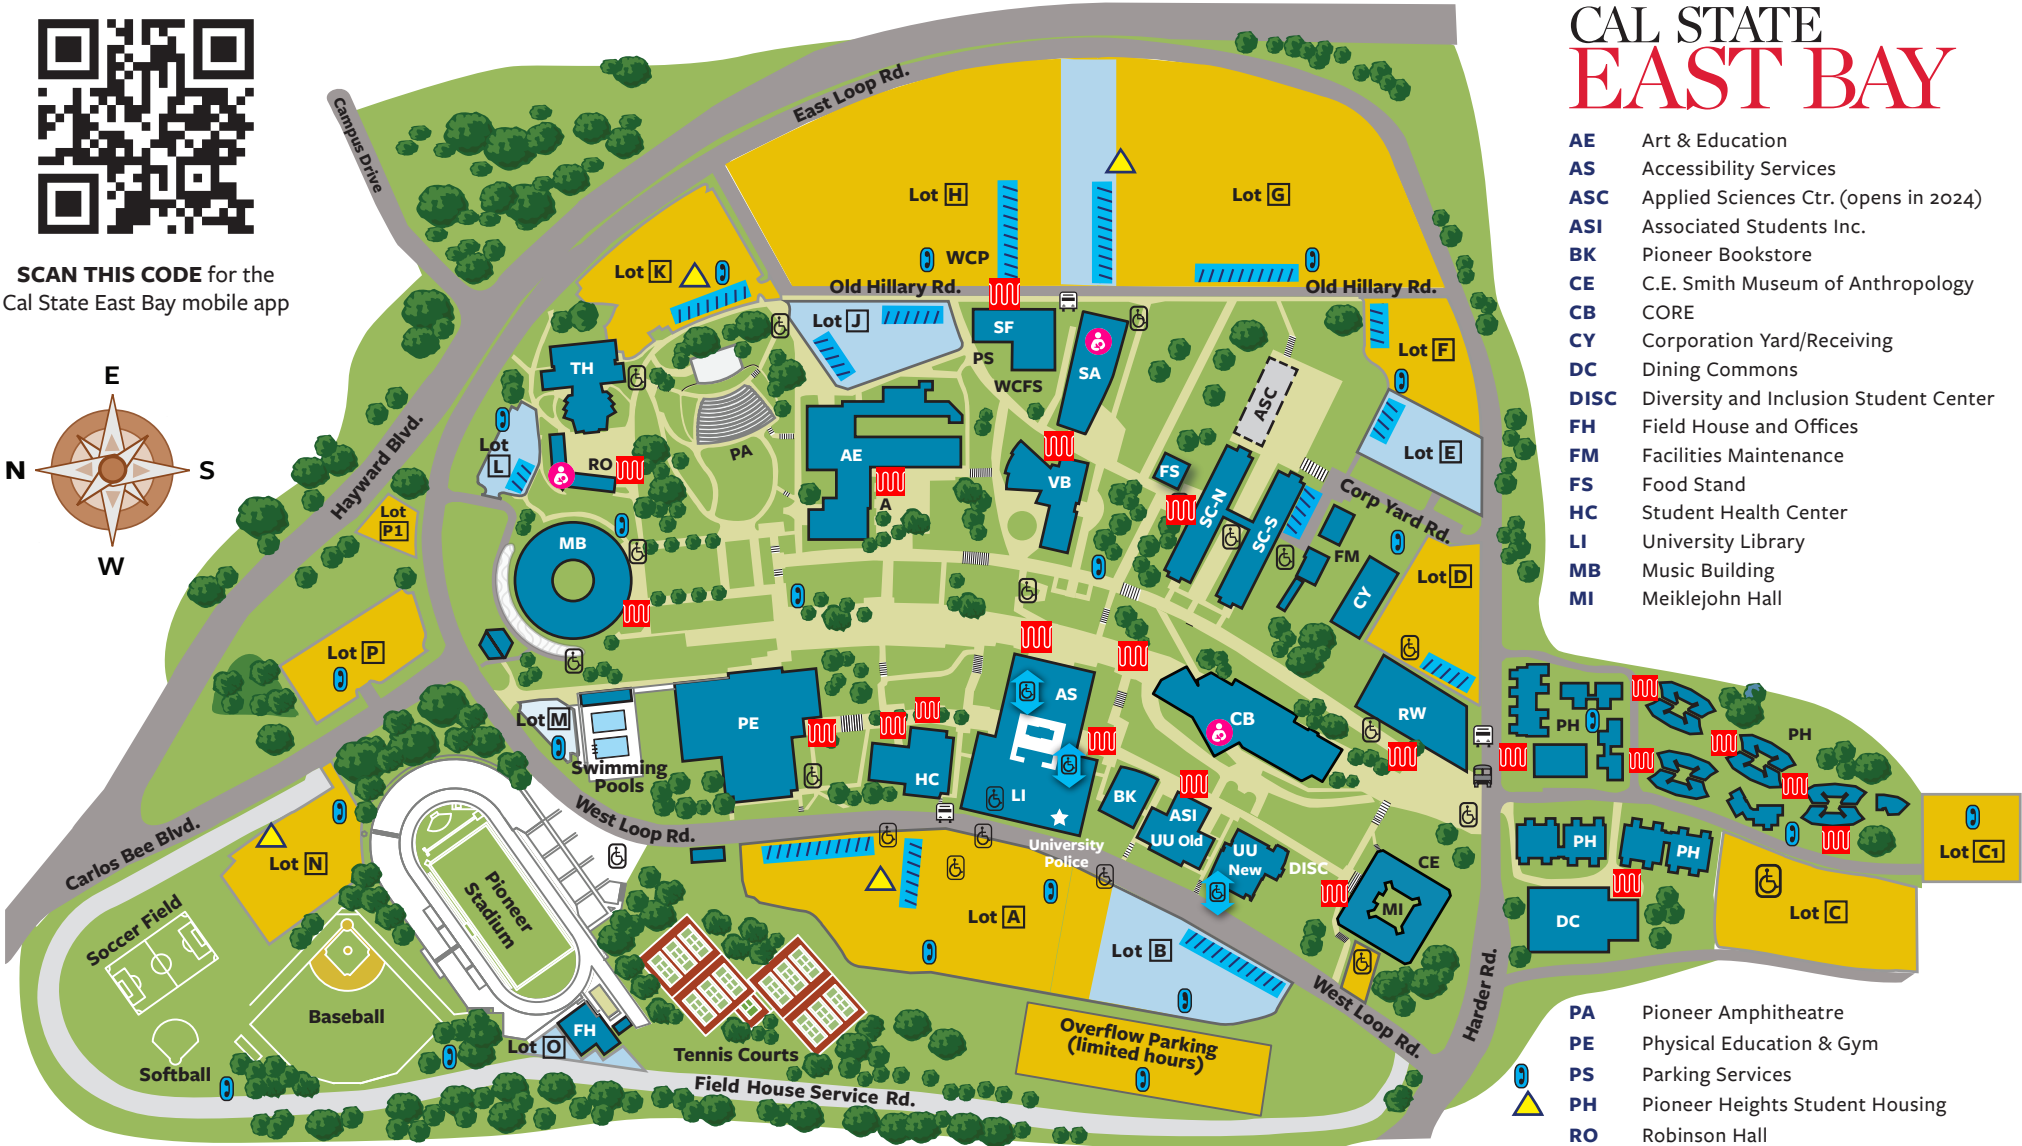 CAL STATE
EAST BAY
SCAN THIS CODE for the
Cal State East Bay mobile app
E
N
S
W
AE Art & Education
AS Accessibility Services
ASC Applied Sciences Ctr. (opens in 2024)
ASI Associated Students Inc.
BK Pioneer Bookstore
CE C.E. Smith Museum of Anthropology
CB CORE
CY Corporation Yard/Receiving
DC Dining Commons
DISC Diversity and Inclusion Student Center
FH Field House and Offices
FM Facilities Maintenance
FS Food Stand
HC Student Health Center
LI University Library
MB Music Building
MI Meiklejohn Hall
PA Pioneer Amphitheatre
PE Physical Education & Gym
PS Parking Services
PH Pioneer Heights Student Housing
RO Robinson Hall
Campus Drive
East Loop Rd.
Lot H
Lot G
WCP
Lot K
Old Hillary Rd.
Old Hillary Rd.
Lot J
SF
PS
WCFS
SA
Lot F
TH
ASC
Hayward Blvd.
Lot
L
RO
PA
AE
A
VB
FS
SC-N
SC-S
Lot E
Corp Yard Rd.
Lot
P1
MB
FM
CY
Lot D
Lot P
Lot M
Swimming
Pools
PE
HC
AS
LI
University
Police
BK
CB
RW
PH
PH
ASI
UU Old
UU
New
DISC
CE
MI
PH
PH
DC
Lot C1
Lot C
West Loop Rd.
Carlos Bee Blvd.
Lot N
Pioneer
Stadium
Soccer Field
Lot A
Lot B
Baseball
Softball
Lot O
FH
Tennis Courts
Field House Service Rd.
Overflow Parking
(limited hours)
West Loop Rd.
Harder Rd.